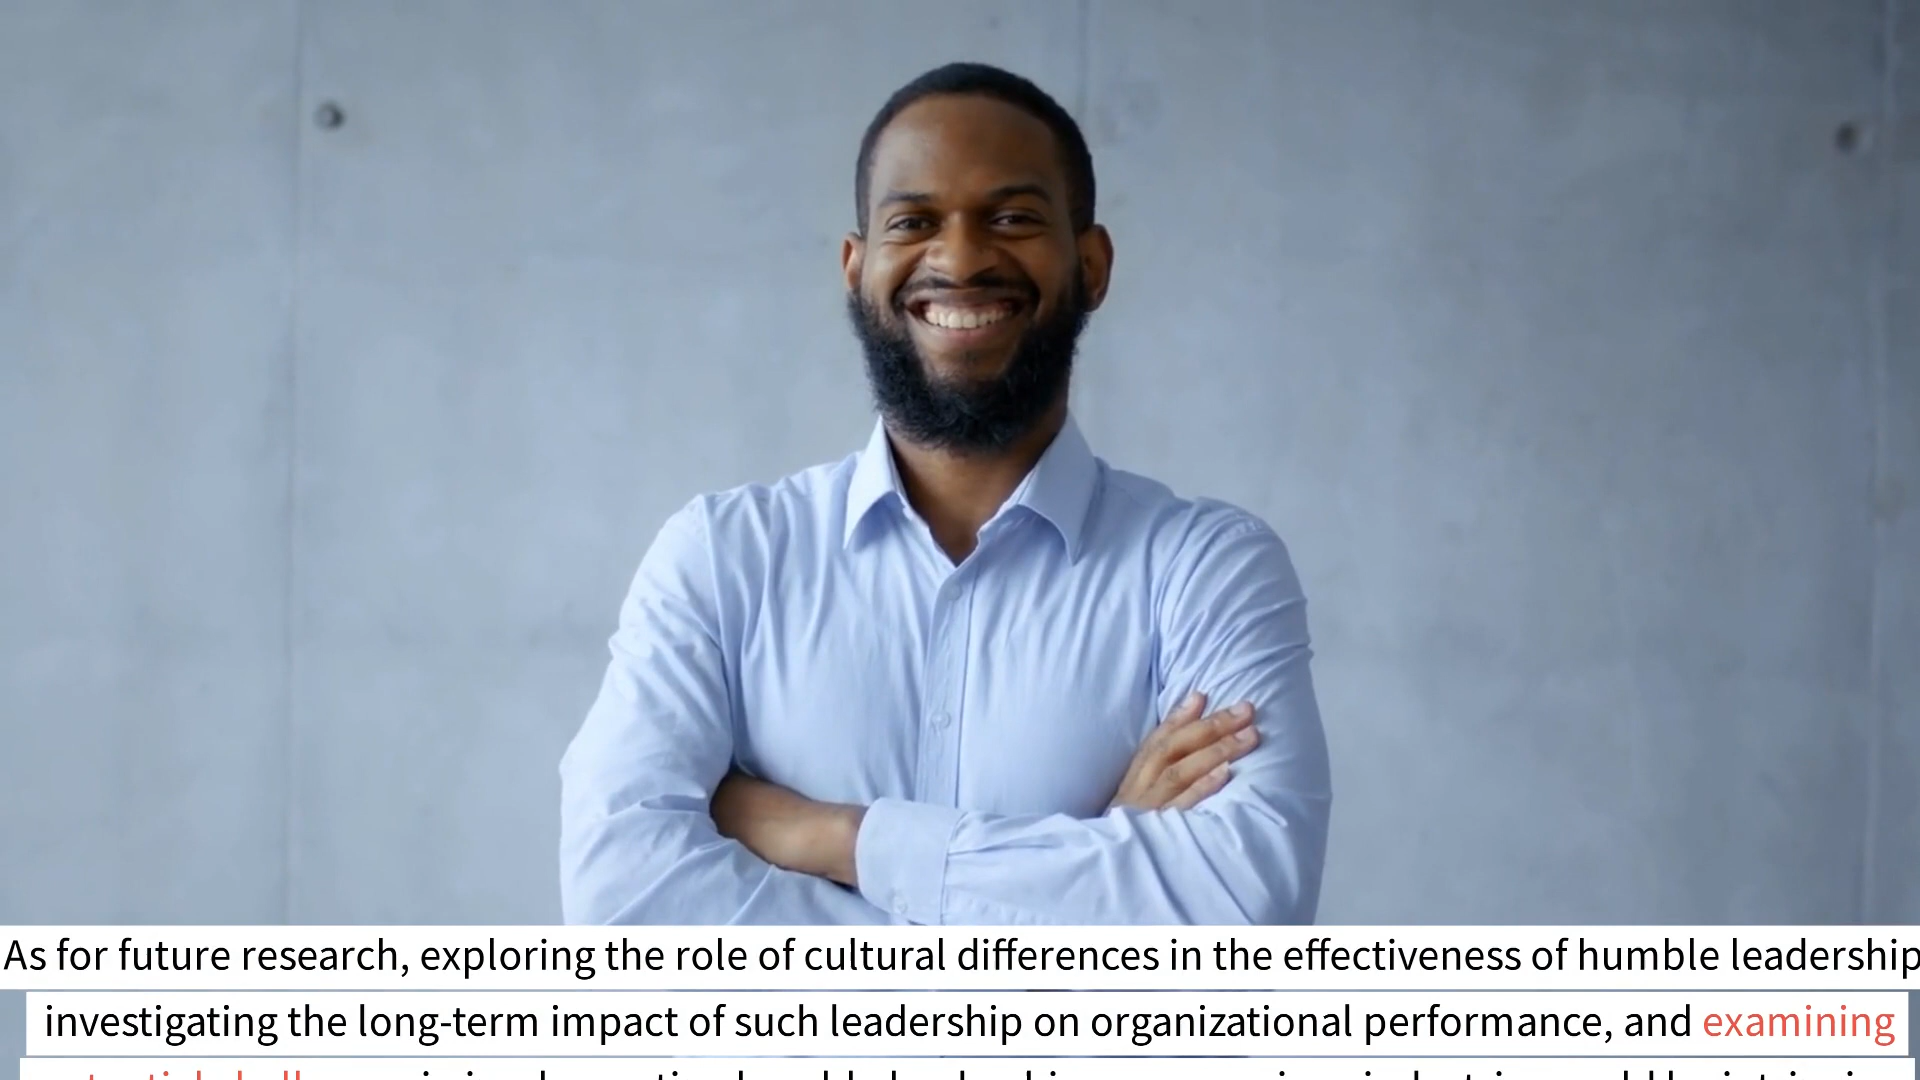 As for future research, exploring the role of cultural differences in the effectiveness of humble leadership
investigating the long-term impact of such leadership on organizational performance, and examining